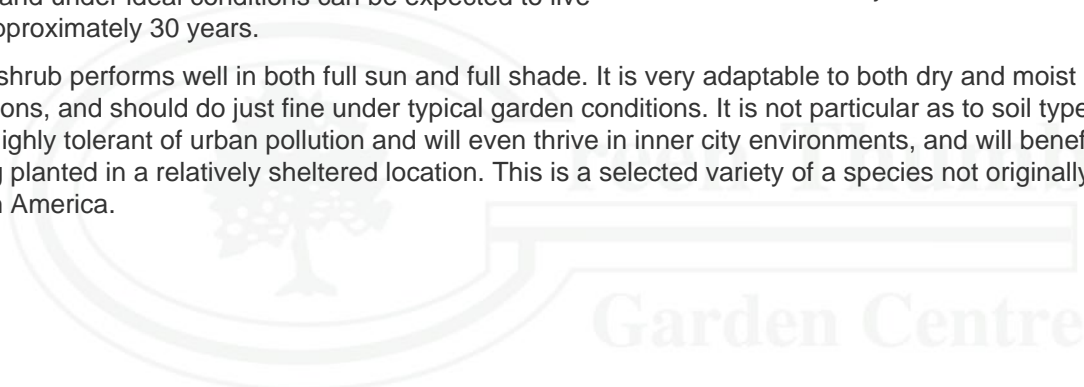 and under ideal conditions can be expected to live
pproximately 30 years.
shrub performs well in both full sun and full shade. It is very adaptable to both dry and moist
ons, and should do just fine under typical garden conditions. It is not particular as to soil type
ighly tolerant of urban pollution and will even thrive in inner city environments, and will benef
g planted in a relatively sheltered location. This is a selected variety of a species not originally
n America.
Green Thumb
Garden Centre